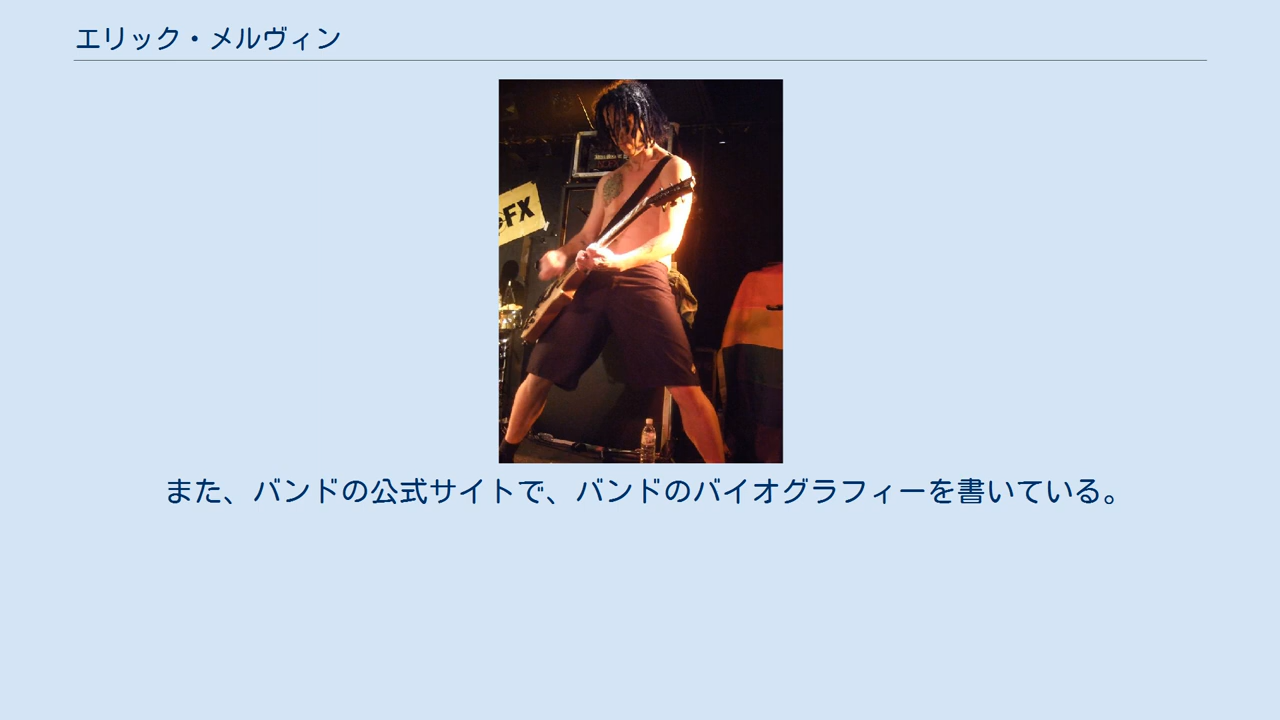 エリック・メルヴィン
FX
また、バンドの公式サイトで、バンドのバイオグラフィーを書いている。